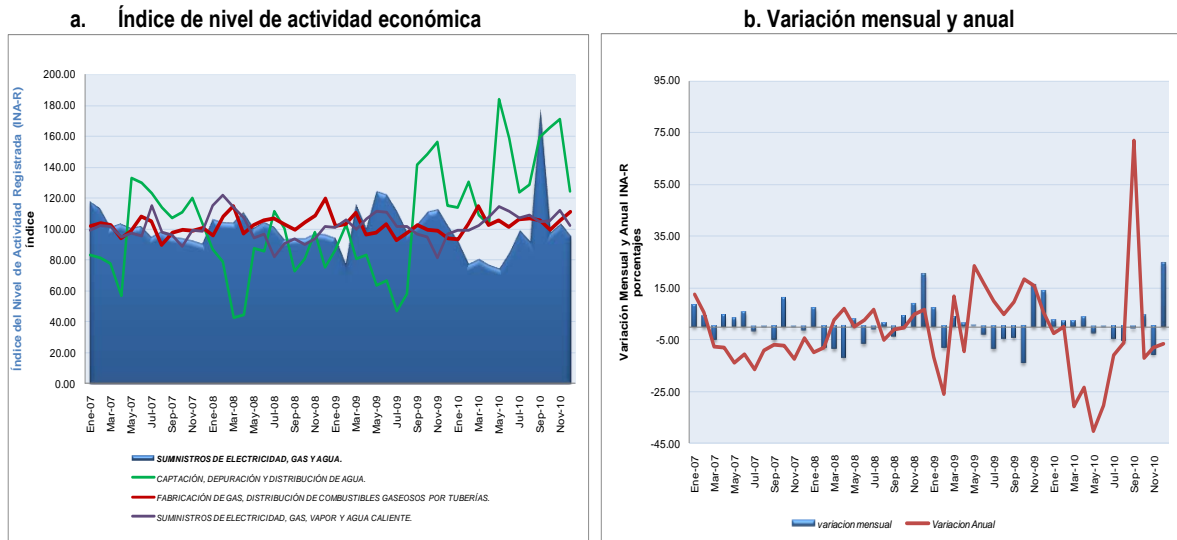 a. Índice de nivel de actividad económica
Índice del Nivel de Actividad Registrada (INA-R)
índice
200.00
180.00
160.00
140.00
120.00
100.00
80.00
60.00
40.00
20.00
0.00
Ene-07
Mar-07
May-07
Jul-07
Sep-07
Nov-07
Ene-08
Mar-08
May-08
Jul-08
Sep-08
Nov-08
Ene-09
Mar-09
May-09
Jul-09
Sep-09
Nov-09
Ene-10
Mar-10
May-10
Jul-10
Sep-10
Nov-10
SUMINISTROS DE ELECTRICIDAD, GAS Y AGUA.
CAPTACIÓN, DEPURACIÓN Y DISTRIBUCIÓN DE AGUA.
FABRICACIÓN DE GAS, DISTRIBUCIÓN DE COMBUSTIBLES GASEOSOS POR TUBERÍAS.
SUMINISTROS DE ELECTRICIDAD, GAS, VAPOR Y AGUA CALIENTE.
b. Variación mensual y anual
Variación Mensual y Anual INA-R
porcentajes
95.00
75.00
55.00
35.00
15.00
-5.00
-25.00
-45.00
Ene-07
Mar-07
May-07
Jul-07
Sep-07
Nov-07
Ene-08
Mar-08
May-08
Jul-08
Sep-08
Nov-08
Ene-09
Mar-09
May-09
Jul-09
Sep-09
Nov-09
Ene-10
Mar-10
May-10
Jul-10
Sep-10
Nov-10
variacion mensual
Variacion Anual